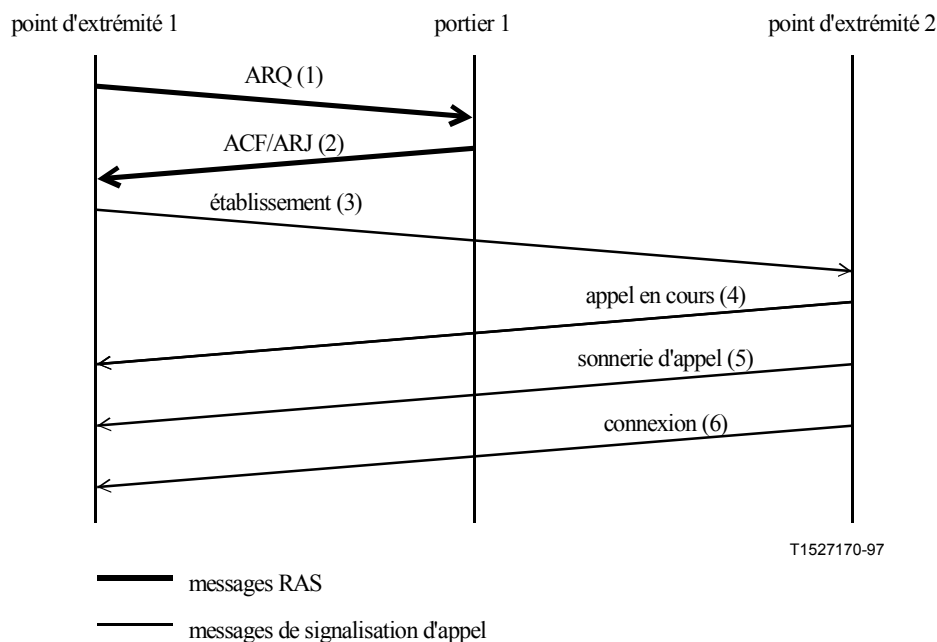 point d'extrémité 1
portier 1
point d'extrémité 2
ARQ (1)
ACF/ARJ (2)
établissement (3)
appel en cours (4)
sonnerie d'appel (5)
connexion (6)
T1527170-97
messages RAS
messages de signalisation d'appel